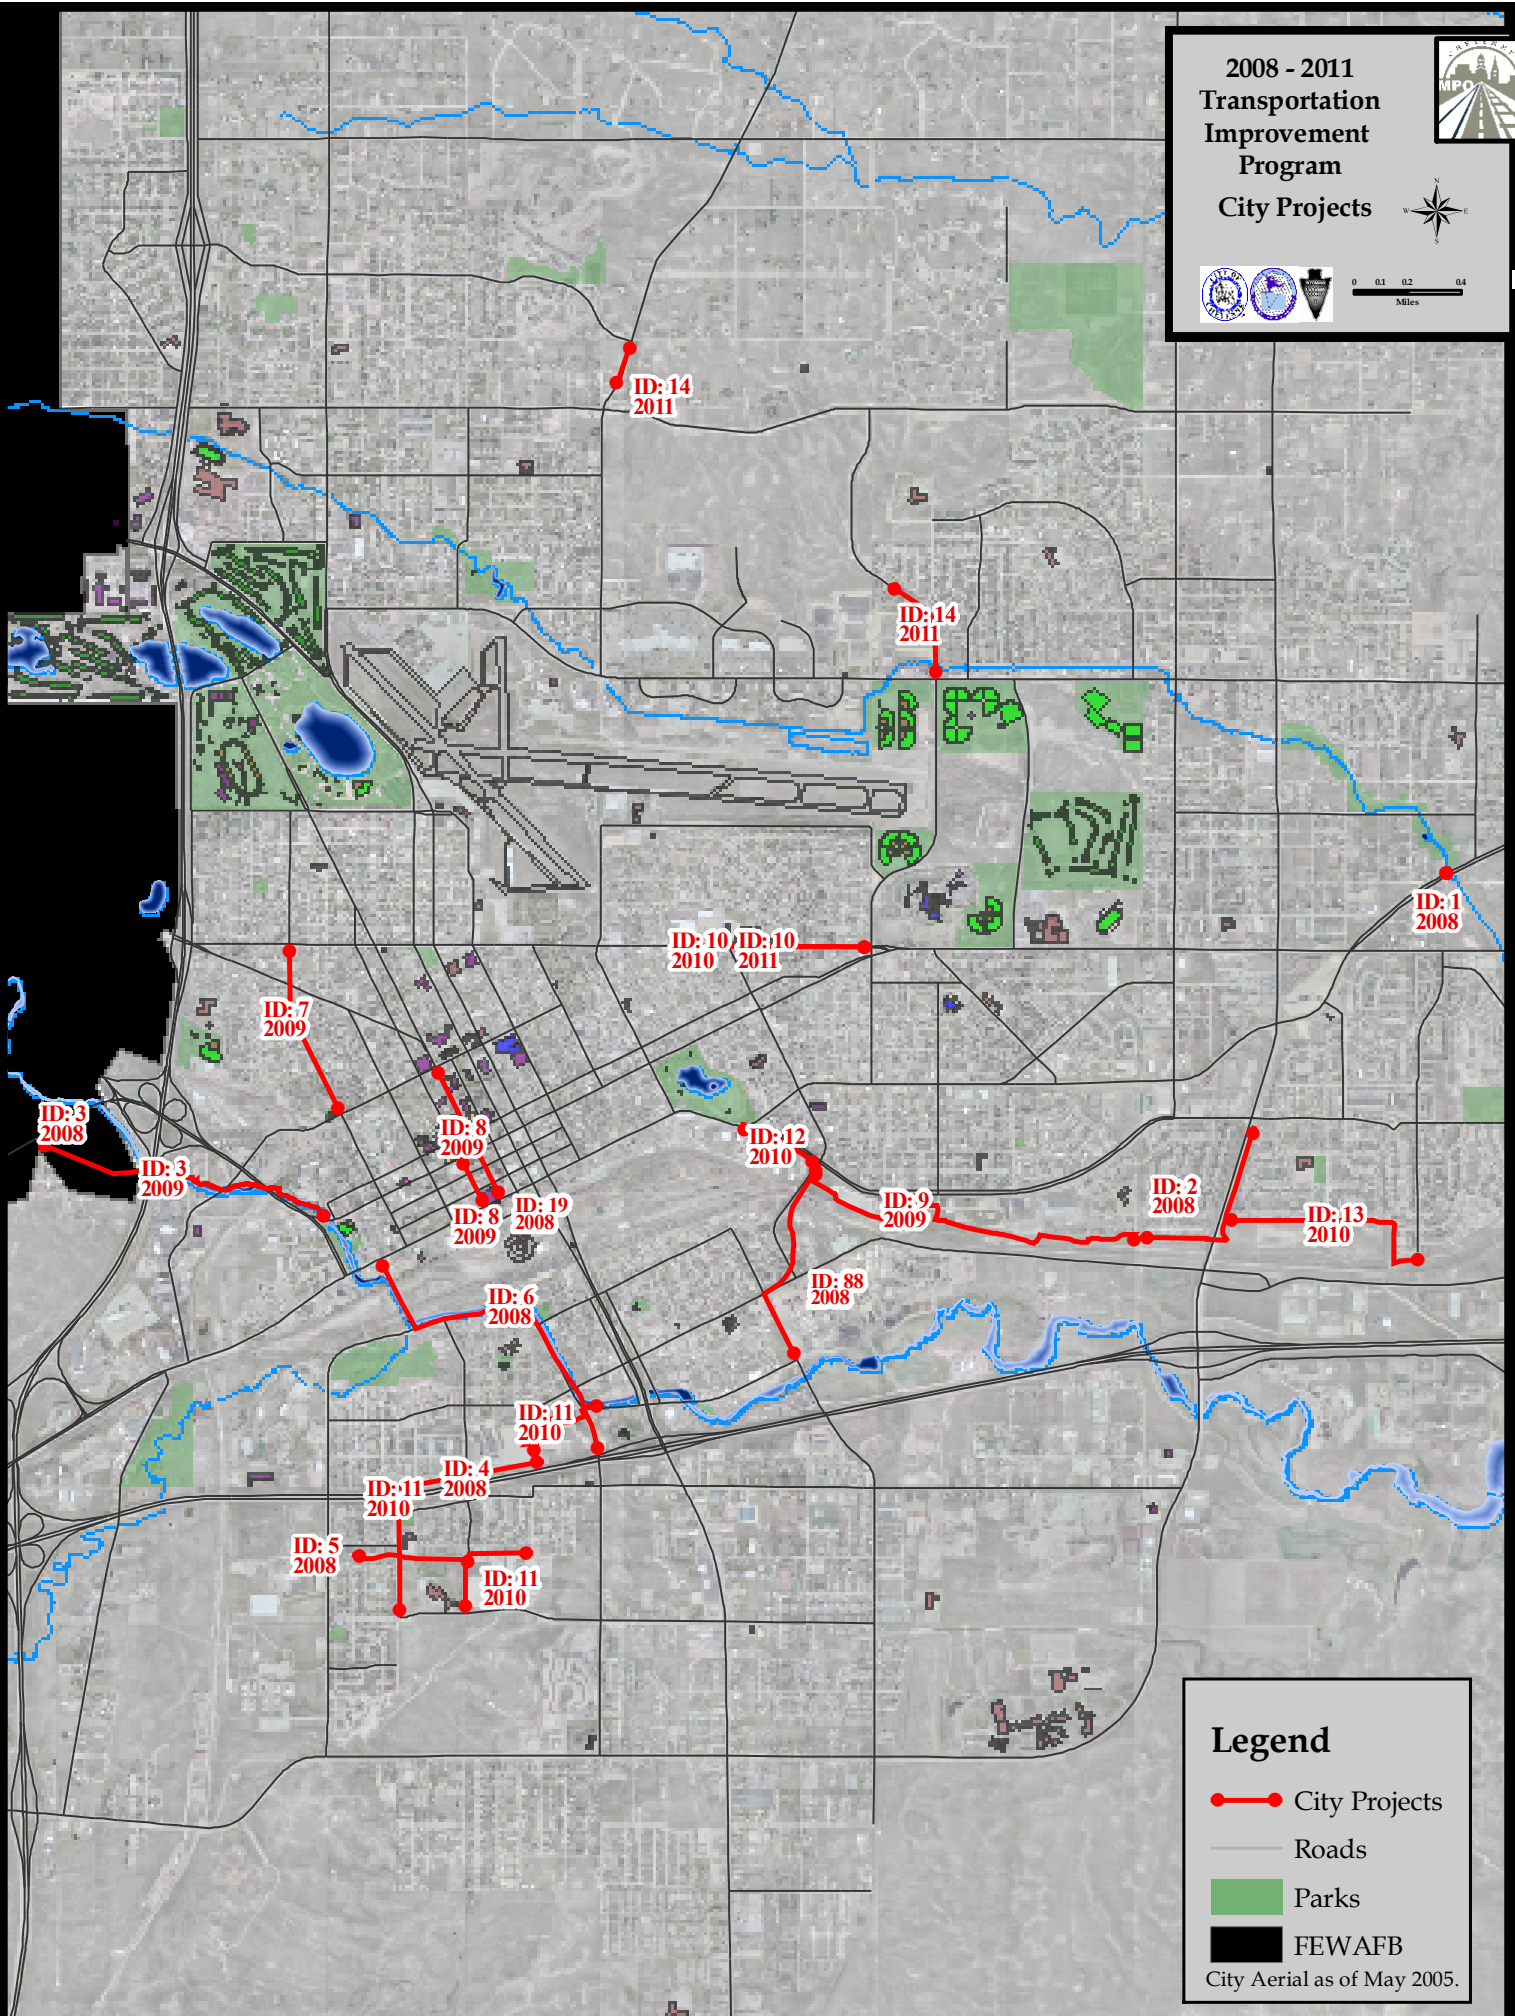 2008 - 2011
Transportation
Improvement
Program
City Projects
MPO
N
W
E
S
CITY OF
CHEYENNE
0 0.1 0.2 0.4
Miles
ID: 14
2011
ID: 14
2011
ID: 1
2008
ID: 10
2010
ID: 10
2011
ID: 7
2009
ID: 3
2008
ID: 3
2009
ID: 8
2009
ID: 8
2009
ID: 19
2008
ID: 12
2010
ID: 9
2009
ID: 2
2008
ID: 13
2010
ID: 88
2008
ID: 6
2008
ID: 11
2010
ID: 4
2008
ID: 11
2010
ID: 5
2008
ID: 11
2010
Legend
City Projects
Roads
Parks
FEWAFB
City Aerial as of May 2005.